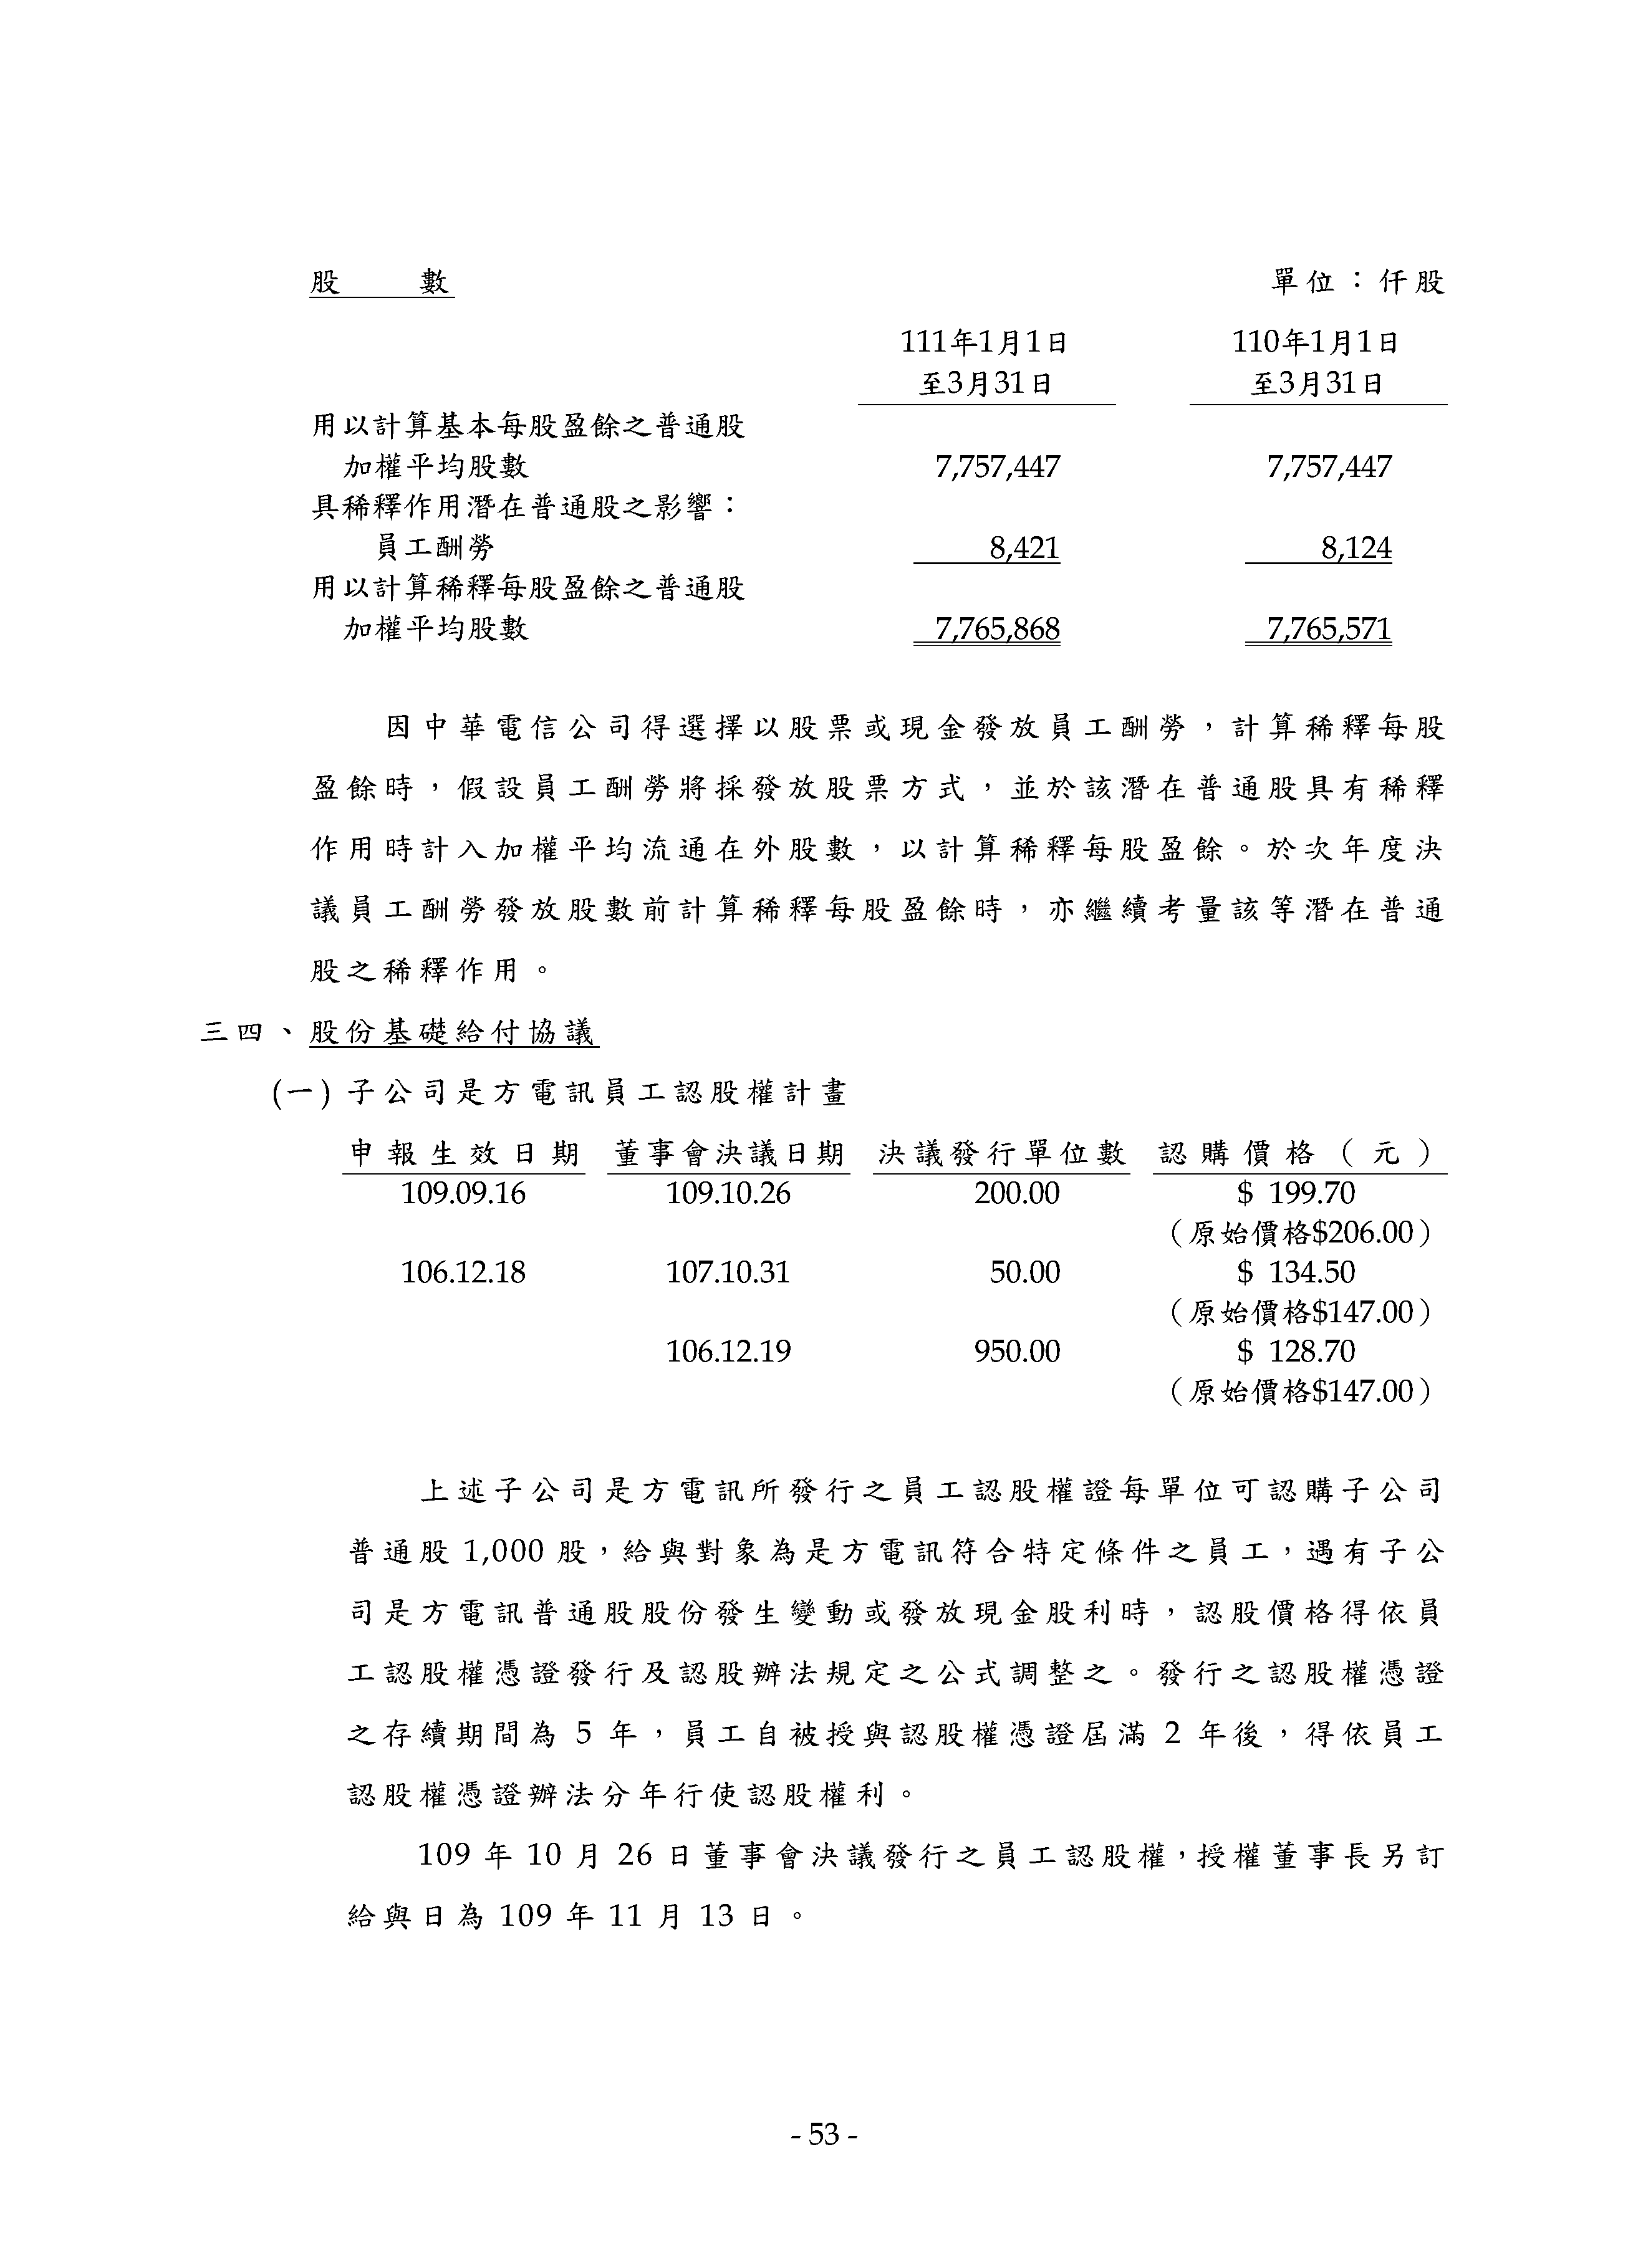 股　　數　　單位：仟股
111年1月1日　110年1月1日
至3月31日　至3月31日
用以計算基本每股盈餘之普通股
加權平均股數　7,757,447　7,757,447
具稀釋作用潛在普通股之影響：
員工酬勞　8,421　8,124
用以計算稀釋每股盈餘之普通股
加權平均股數　7,765,868　7,765,571
因中華電信公司得選擇以股票或現金發放員工酬勞，計算稀釋每股
盈餘時，假設員工酬勞將採發放股票方式，並於該潛在普通股具有稀釋
作用時計入加權平均流通在外股數，以計算稀釋每股盈餘。於次年度決
議員工酬勞發放股數前計算稀釋每股盈餘時，亦繼續考量該等潛在普通
股之稀釋作用。
三四、股份基礎給付協議
(一) 子公司是方電訊員工認股權計畫
申報生效日期　董事會決議日期　決議發行單位數　認購價格（元）
109.09.16　109.10.26　200.00　$ 199.70
（原始價格$206.00）
106.12.18　107.10.31　50.00　$ 134.50
（原始價格$147.00）
106.12.19　950.00　$ 128.70
（原始價格$147.00）
上述子公司是方電訊所發行之員工認股權證每單位可認購子公司
普通股 1,000 股，給與對象為是方電訊符合特定條件之員工，遇有子公
司是方電訊普通股股份發生變動或發放現金股利時，認股價格得依員
工認股權憑證發行及認股辦法規定之公式調整之。發行之認股權憑證
之存續期間為 5 年，員工自被授與認股權憑證屆滿 2 年後，得依員工
認股權憑證辦法分年行使認股權利。
109 年 10 月 26 日董事會決議發行之員工認股權，授權董事長另訂
給與日為 109 年 11 月 13 日。
- 53 -